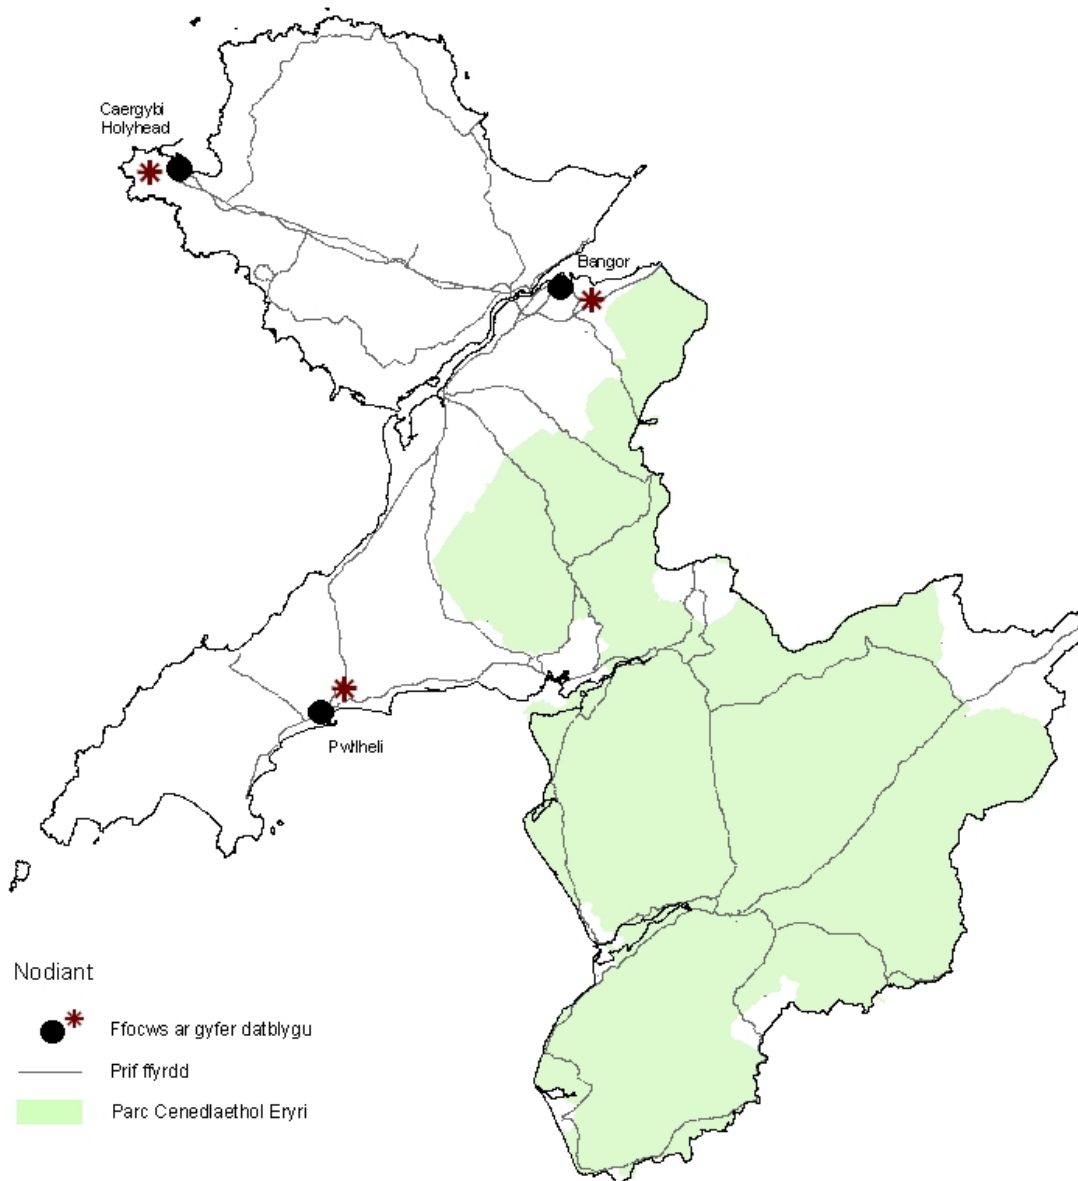 Caergybi
Holyhead
Bangor
Pwllheli
Nodiant
Ffocws ar gyfer datblygu
Prif ffyrdd
Parc Cenedlaethol Eryri